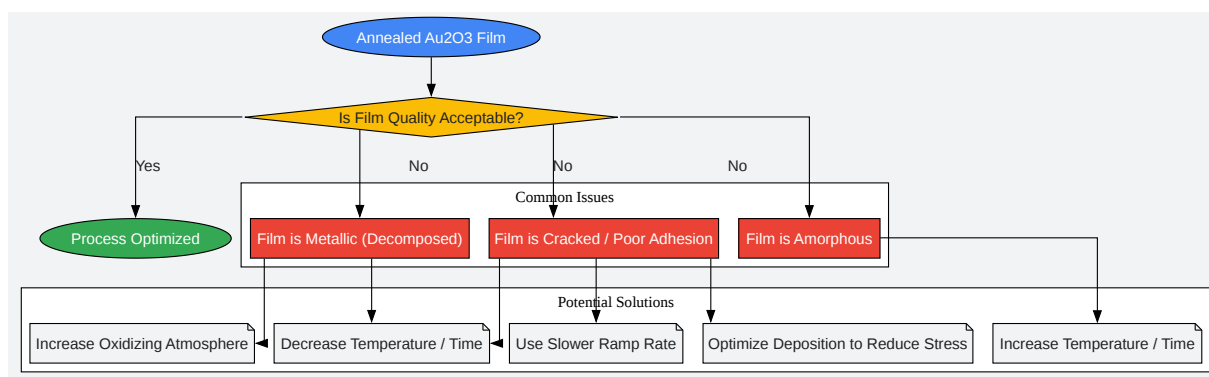 Annealed Au2O3 Film
Is Film Quality Acceptable?
Yes
No
No
No
Common Issues
Process Optimized
Film is Metallic (Decomposed)
Film is Cracked / Poor Adhesion
Film is Amorphous
Potential Solutions
Increase Oxidizing Atmosphere
Decrease Temperature / Time
Use Slower Ramp Rate
Optimize Deposition to Reduce Stress
Increase Temperature / Time